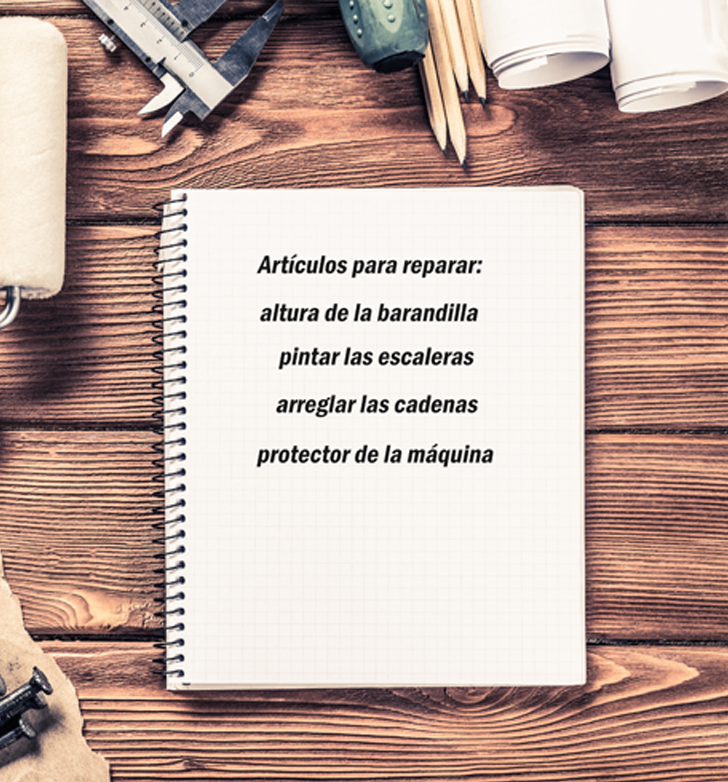 Artículos para reparar:
altura de la barandilla
pintar las escaleras
arreglar las cadenas
protector de la máquina